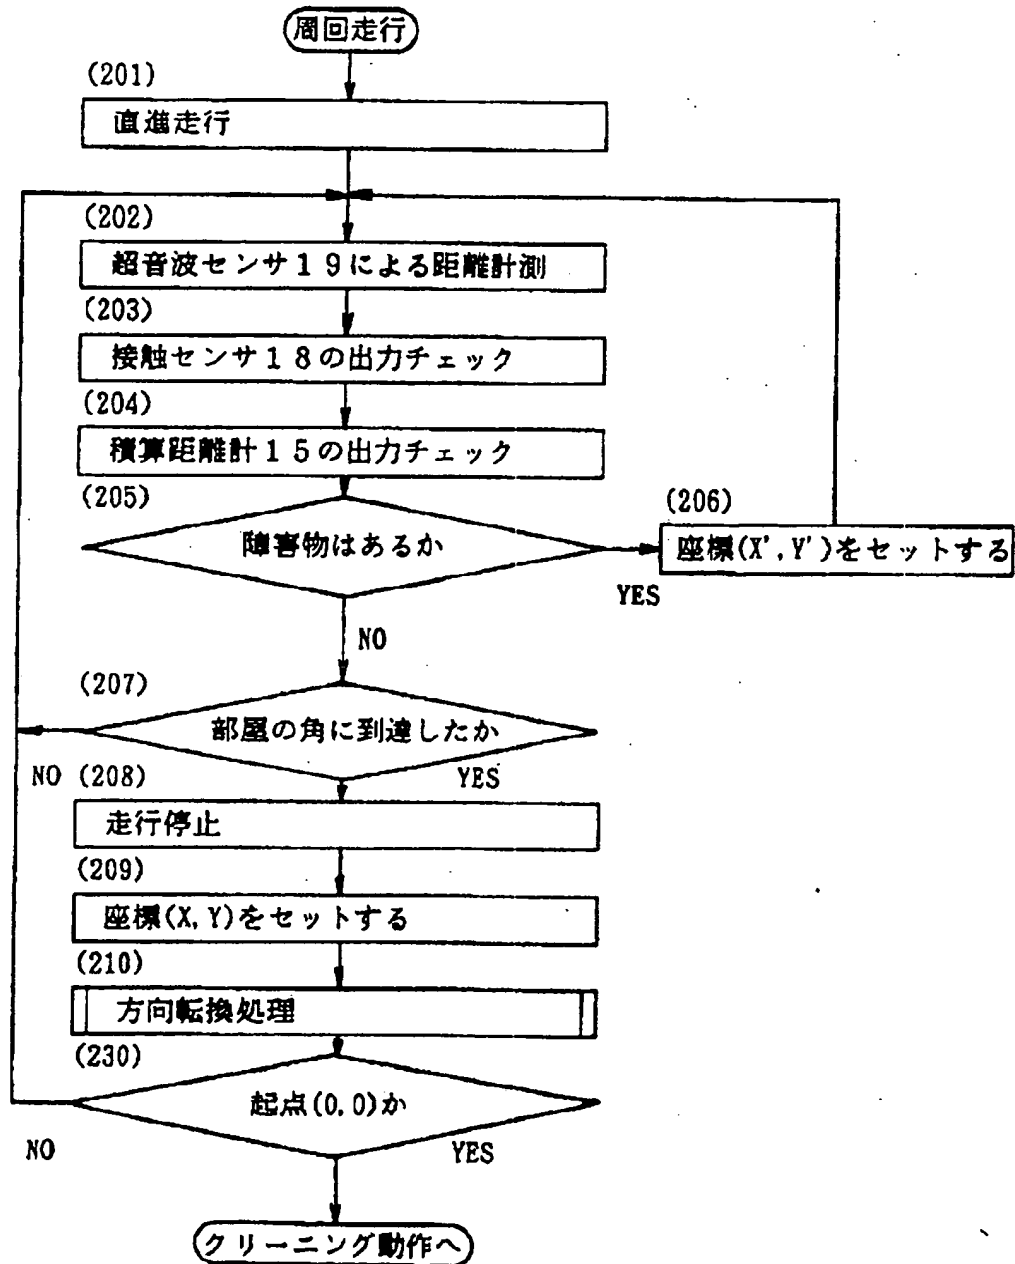 周回走行
(201)
直進走行
(202)
超音波センサ19による距離計測
(203)
接触センサ18の出力チェック
(204)
積算距離計15の出力チェック
(205)
障害物はあるか
(206)
座標(X',Y')をセットする
YES
NO
(207)
部屋の角に到達したか
NO
(208)
YES
走行停止
(209)
座標(X,Y)をセットする
(210)
方向転換処理
(230)
起点(0,0)か
NO
YES
クリーニング動作へ